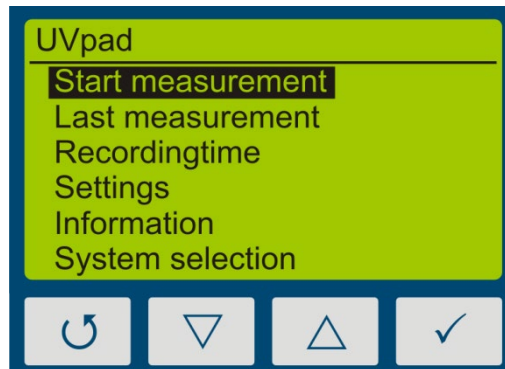 UVpad
Start measurement
Last measurement
Recordingtime
Settings
Information
System selection